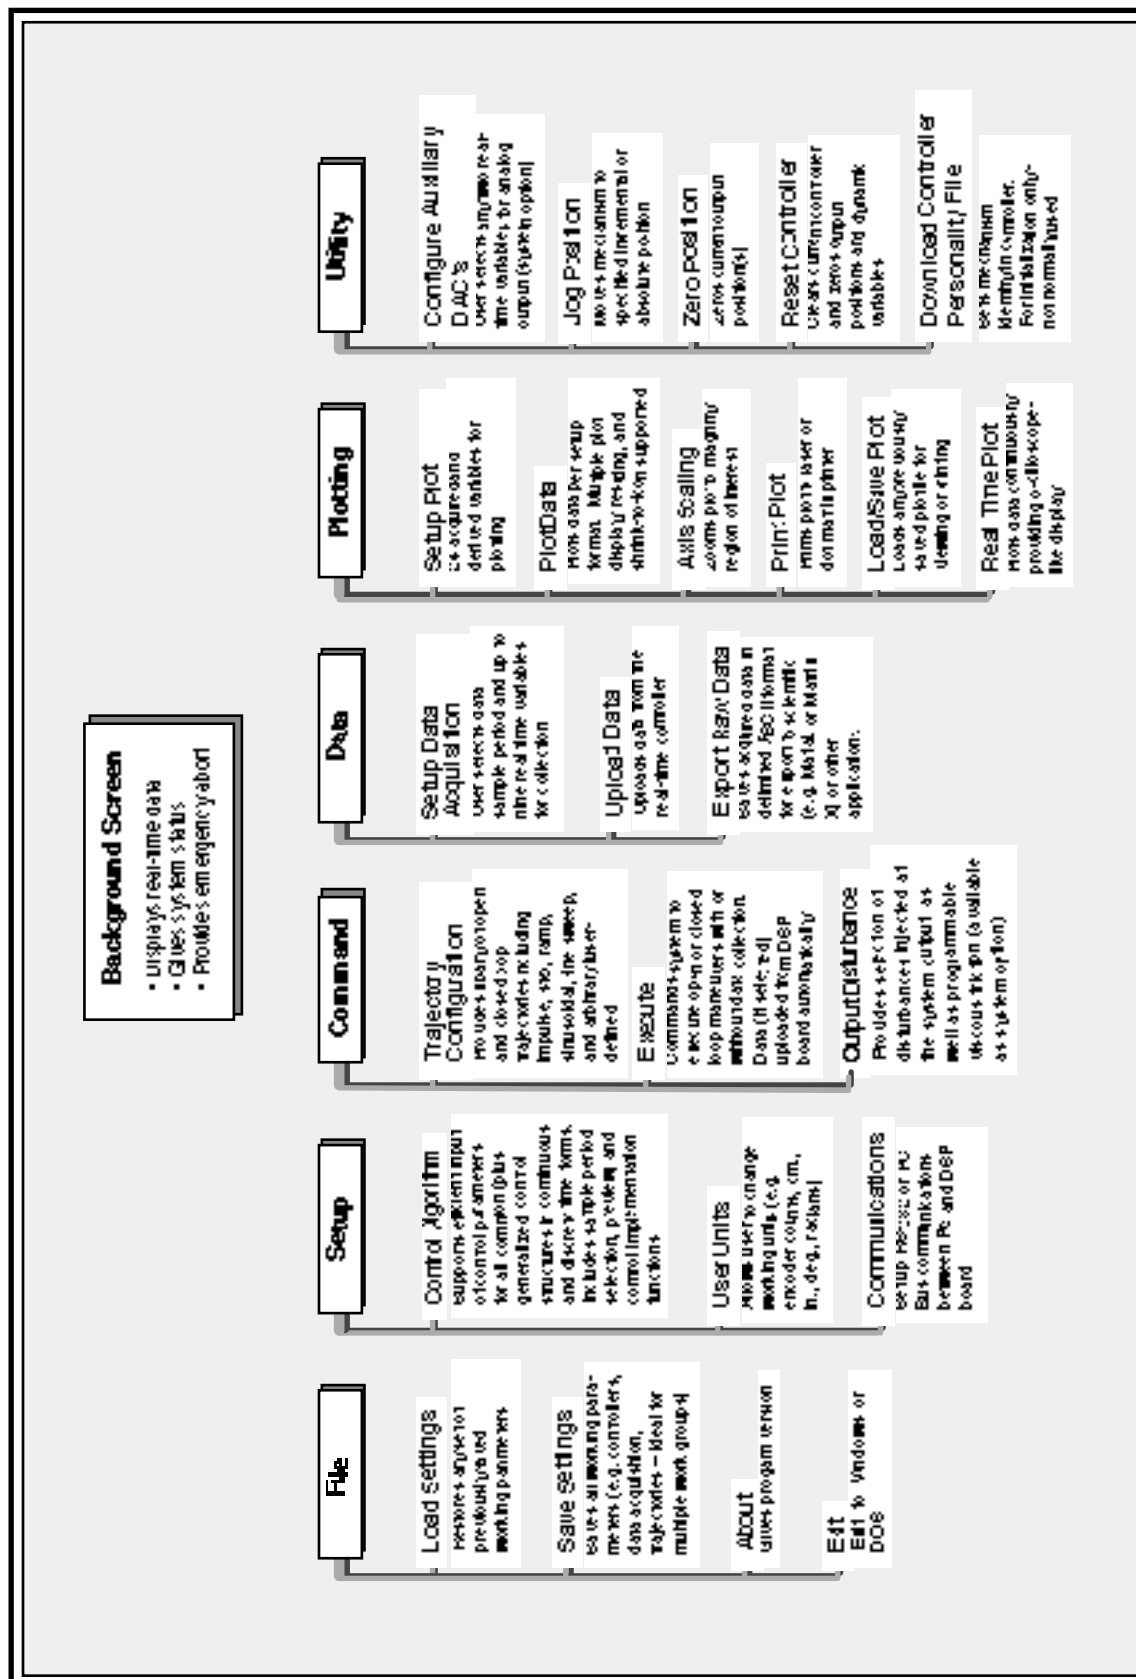 Background Screen
• Displays real-time data
• Gives system status
• Provides emergency abort
File
Load Settings
Restores any set of
previously saved
working parameters
Save Settings
Saves all working para-
meters (e.g. controllers,
data acquisition,
trajectories – ideal for
multiple work groups)
About
Gives program version
Exit
Exit to Windows or
DOS
Setup
Control Algorithm
Supports efficient input
of control parameters
for all common (plus
generalized control
structures in continuous
and discrete time forms.
Includes sample period
selection, preview, and
control implementation
functions
User Units
Allows user to change
working units (e.g.
encoder counts, cm,
in., deg., radians)
Communications
Setup RS-232 or PC
Bus communications
between Pc and DSP
board
Command
Trajectory
Configuration
Provides library of open
and closed loop
trajectories including
impulse, step, ramp,
sinusoidal, sine sweep,
and arbitrary/user-
defined
Execute
Commands system to
execute open or closed
loop maneuvers with or
without data collection.
Data (if selected)
uploaded from DSP
board automatically
Output Disturbance
Provides selection of
disturbances injected at
the system output as
well as programmable
viscous friction (available
as system option)
Data
Setup Data
Acquisition
User selects data
sample period and up to
nine real time variables
for collection
Upload Data
Uploads data from the
real-time controller
Export Raw Data
Saves acquired data in
delimited ASCII format
for export to scientific
(e.g. Matlab or Matrix
X) or other
applications
Plotting
Setup Plot
acquired and
derived variables for
plotting
Plot Data
Plots data per setup
format. Multiple plot
display, resizing, and
shrink-to-icon supported
Axis Scaling
Zooms plot to magnify
region of interest
Print Plot
Prints plot to laser or
dot matrix printer
Load/Save Plot
Loads any previously
saved plot file for
viewing or printing
Real Time Plot
Plots data continuously
providing o-cilloscope-
like display
Utility
Configure Auxiliary
DAC's
User selects any two real-
time variables for analog
output (system option)
Jog Position
Moves mechanism to
specified incremental or
absolute position
Zero Position
Zeros current output
position(s)
Reset Controller
Clears current controller
and zeros output
positions and dynamic
variables
Download Controller
Personality File
Sets mechanism
identity in controller.
For initialization only-
not normal used